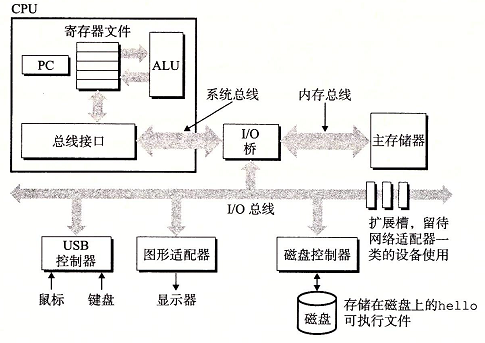 CPU
寄存器文件
PC
ALU
系统总线
内存总线
总线接口
I/O
桥
主存储器
I/O 总线
扩展槽，留待
网络适配器一
类的设备使用
USB
控制器
图形适配器
磁盘控制器
鼠标
键盘
显示器
磁盘
存储在磁盘上的hello
可执行文件